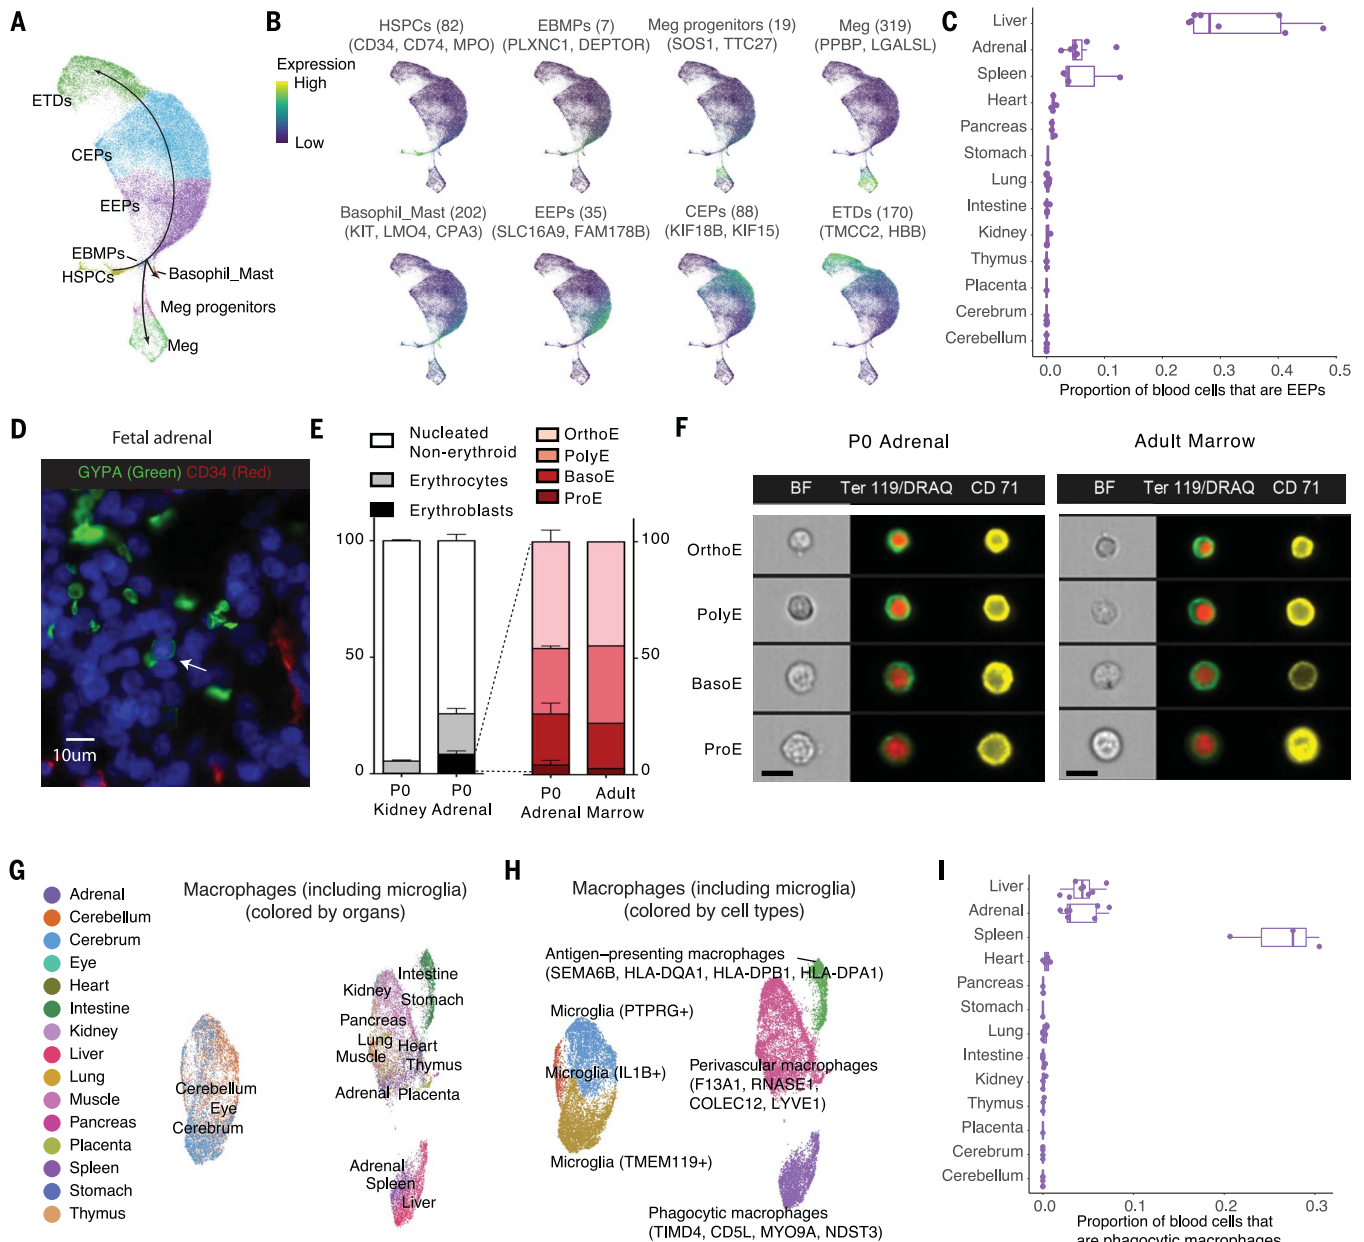 A
ETDs
CEPs
EEPs
EBMPs
HSPCs
Basophil_Mast
Meg progenitors
Meg
B
Expression
High
Low
HSPCs (82)
(CD34, CD74, MPO)
EBMPs (7)
(PLXNC1, DEPTOR)
Meg progenitors (19)
(SOS1, TTC27)
Meg (319)
(PPBP, LGALSL)
Basophil_Mast (202)
(KIT, LMO4, CPA3)
EEPs (35)
(SLC16A9, FAM178B)
CEPs (88)
(KIF18B, KIF15)
ETDs (170)
(TMCC2, HBB)
C
Liver
Adrenal
Spleen
Heart
Pancreas
Stomach
Lung
Intestine
Kidney
Thymus
Placenta
Cerebrum
Cerebellum
0.0 0.1 0.2 0.3 0.4 0.5
Proportion of blood cells that are EEPs
D
Fetal adrenal
GYPA (Green) CD34 (Red)
10um
E
Nucleated
Non-erythroid
Erythrocytes
Erythroblasts
OrthoE
PolyE
BasoE
ProE
100
50
0
100
50
0
P0
Kidney
P0
Adrenal
P0
Adrenal
Adult
Marrow
F
P0 Adrenal
Adult Marrow
BF Ter 119/DRAQ CD 71
BF Ter 119/DRAQ CD 71
OrthoE
PolyE
BasoE
ProE
G
Adrenal
Cerebellum
Cerebrum
Eye
Heart
Intestine
Kidney
Liver
Lung
Muscle
Pancreas
Placenta
Spleen
Stomach
Thymus
Macrophages (including microglia)
(colored by organs)
Intestine
Kidney
Stomach
Pancreas
Lung
Heart
Muscle
Thymus
Adrenal
Placenta
Cerebellum
Eye
Cerebrum
Adrenal
Spleen
Liver
H
Macrophages (including microglia)
(colored by cell types)
Antigen−presenting macrophages
(SEMA6B, HLA-DQA1, HLA-DPB1, HLA-DPA1)
Microglia (PTPRG+)
Microglia (IL1B+)
Perivascular macrophages
(F13A1, RNASE1,
COLEC12, LYVE1)
Microglia (TMEM119+)
Phagocytic macrophages
(TIMD4, CD5L, MYO9A, NDST3)
I
Liver
Adrenal
Spleen
Heart
Pancreas
Stomach
Lung
Intestine
Kidney
Thymus
Placenta
Cerebrum
Cerebellum
0.0 0.1 0.2 0.3
Proportion of blood cells that
are phagocytic macrophages